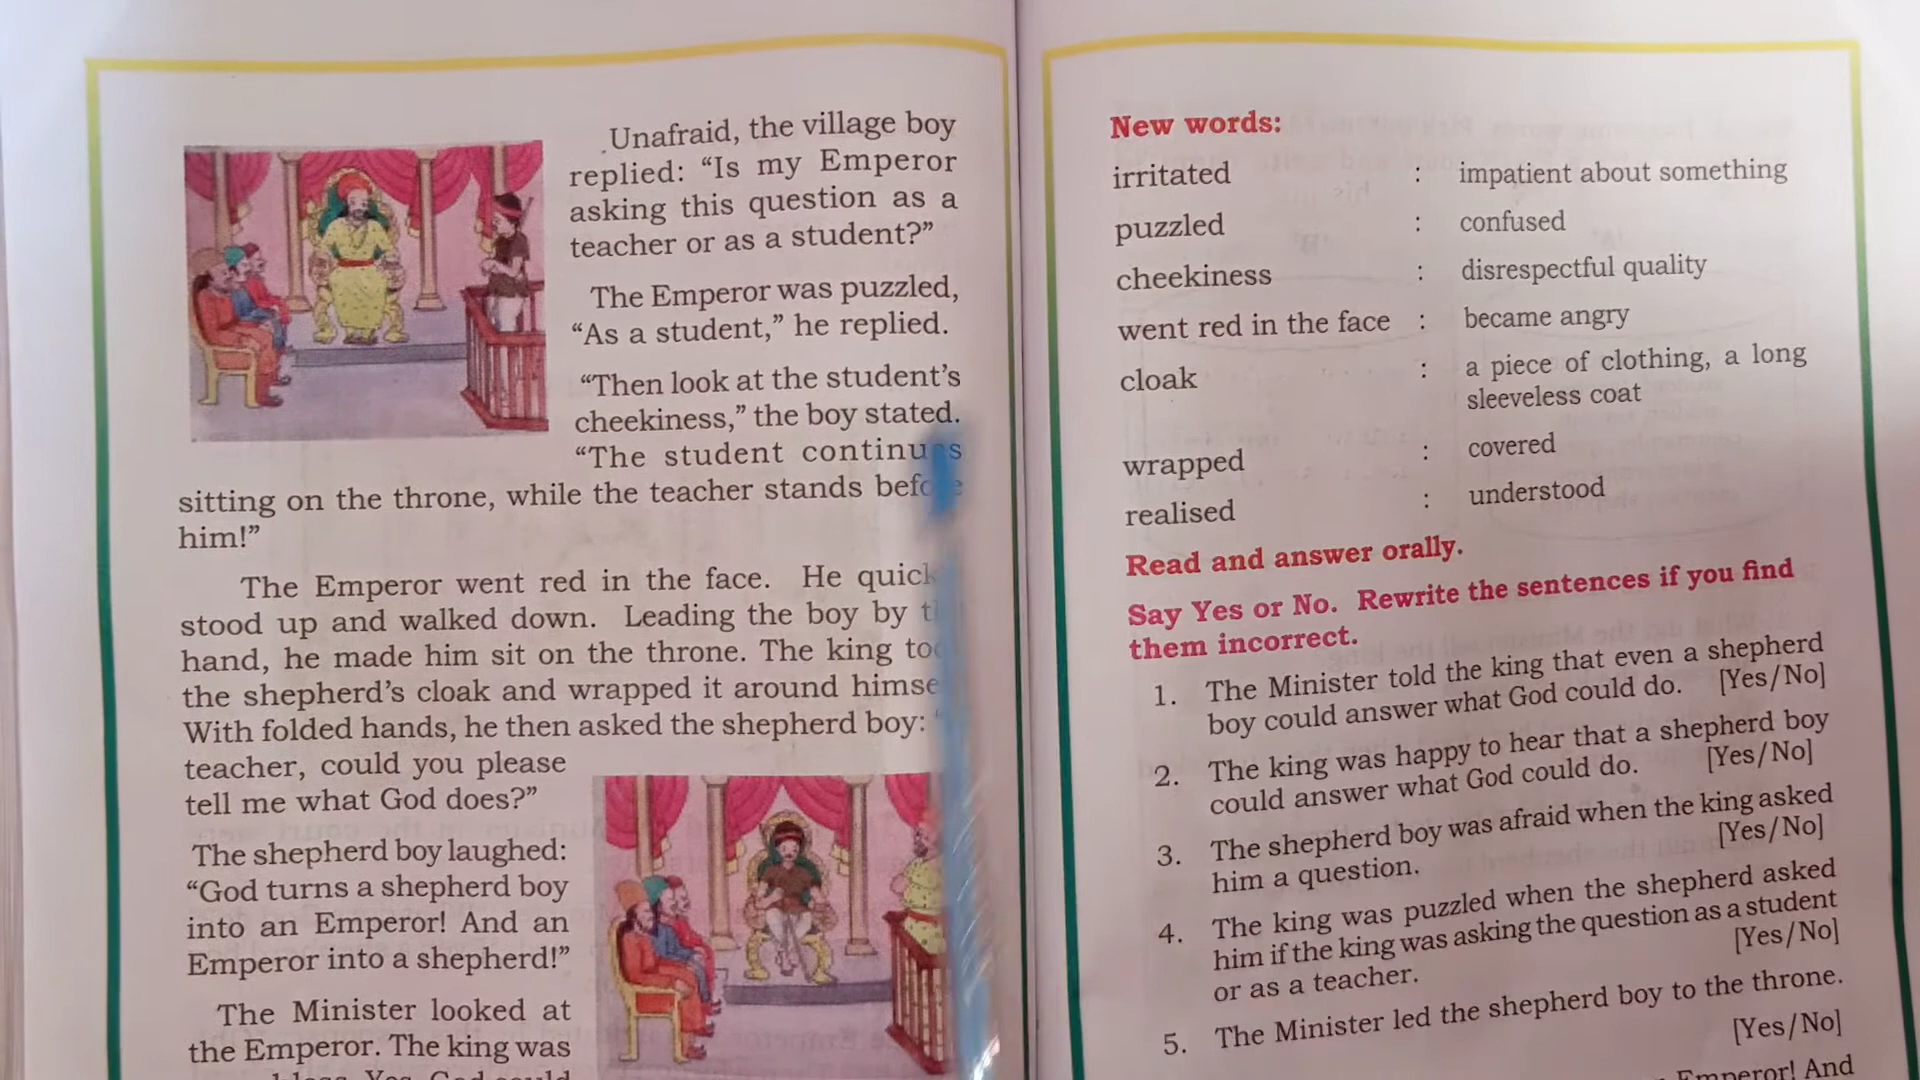 Unafraid, the village boy
replied: “Is my Emperor
asking this question as a
teacher or as a student?”
The Emperor was puzzled,
“As a student,” he replied.
“Then look at the student’s
cheekiness,” the boy stated.
“The student continues
sitting on the throne, while the teacher stands before
him!”
The Emperor went red in the face. He
stood up and walked down. Leading the boy by
hand, he made him sit on the throne. The king
the shepherd’s cloak and wrapped it around
With folded hands, he then asked the shepherd boy:
teacher, could you please
tell me what God does?”
The shepherd boy laughed:
“God turns a shepherd boy
into an Emperor! And an
Emperor into a shepherd!”
The Minister looked at
the Emperor. The king was
Yes, God could
New words:
irritated : impatient about something
puzzled : confused
cheekiness : disrespectful quality
went red in the face : became angry
cloak : a piece of clothing, a long
sleeveless coat
wrapped : covered
realised : understood
Read and answer orally.
Say Yes or No. Rewrite the sentences if you find
them incorrect.
1. The Minister told the king that even a shepherd
boy could answer what God could do. [Yes/No]
2. The king was happy to hear that a shepherd boy
could answer what God could do. [Yes/No]
3. The shepherd boy was afraid when the king asked
him a question. [Yes/No]
4. The king was puzzled when the shepherd asked
him if the king was asking the question as a student
or as a teacher. [Yes/No]
5. The Minister led the shepherd boy to the throne.
[Yes/No]
Emperor! And